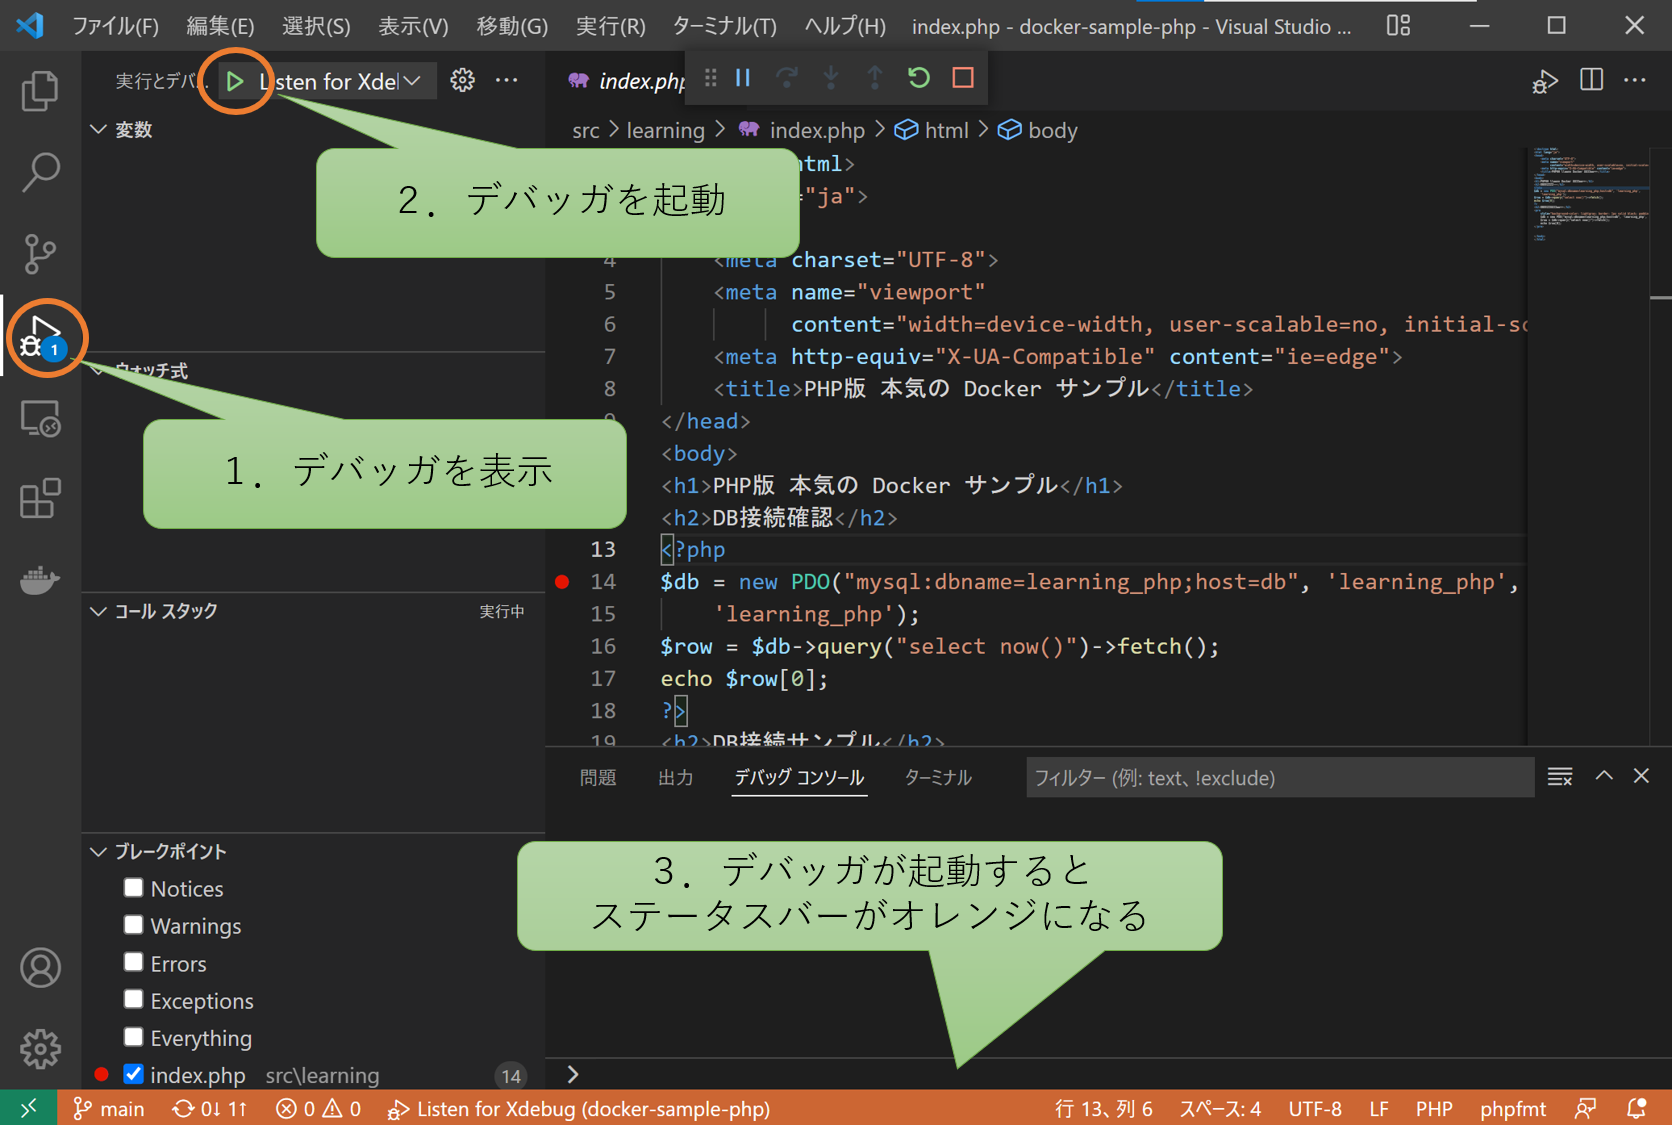 ファイル(F) 編集(E) 選択(S) 表示(V) 移動(G) 実行(R) ターミナル(T) ヘルプ(H) index.php - docker-sample-php - Visual Studio ...
実行とデバ... Listen for Xde ...
index.php
変数
src > learning > index.php > html > body
2．デバッガを起動
html>
="ja">
4 <meta charset="UTF-8">
5 <meta name="viewport"
6 content="width=device-width, user-scalable=no, initial-sc
7 <meta http-equiv="X-UA-Compatible" content="ie=edge">
8 <title>PHP版 本気の Docker サンプル</title>
9 </head>
<body>
<h1>PHP版 本気の Docker サンプル</h1>
<h2>DB接続確認</h2>
13 <?php
14 $db = new PDO("mysql:dbname=learning_php;host=db", 'learning_php',
15 'learning_php');
16 $row = $db->query("select now()")->fetch();
17 echo $row[0];
18 ?>
19 <h2>DB接続サンプル</h2>
1
ウォッチ式
1．デバッガを表示
コール スタック 実行中
問題 出力 デバッグ コンソール ターミナル フィルター (例: text、!exclude)
3．デバッガが起動すると
ステータスバーがオレンジになる
ブレークポイント
Notices
Warnings
Errors
Exceptions
Everything
index.php src\learning 14
>
main 0↓ 1↑ 0 0 Listen for Xdebug (docker-sample-php) 行 13、列 6 スペース: 4 UTF-8 LF PHP phpfmt